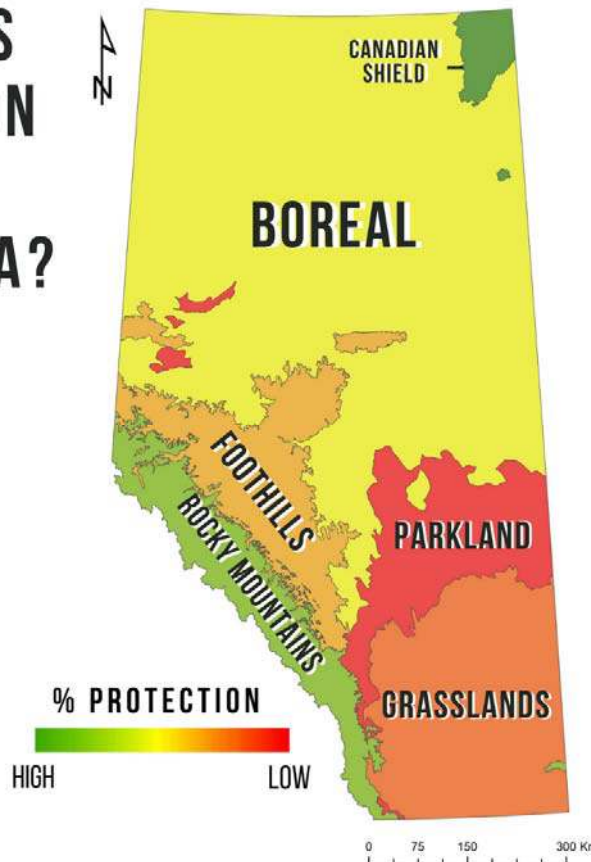 S
N
A?
N
CANADIAN
SHIELD
BOREAL
FOOTHILLS
ROCKY MOUNTAINS
PARKLAND
GRASSLANDS
% PROTECTION
HIGH
LOW
0 75 150 300 Km